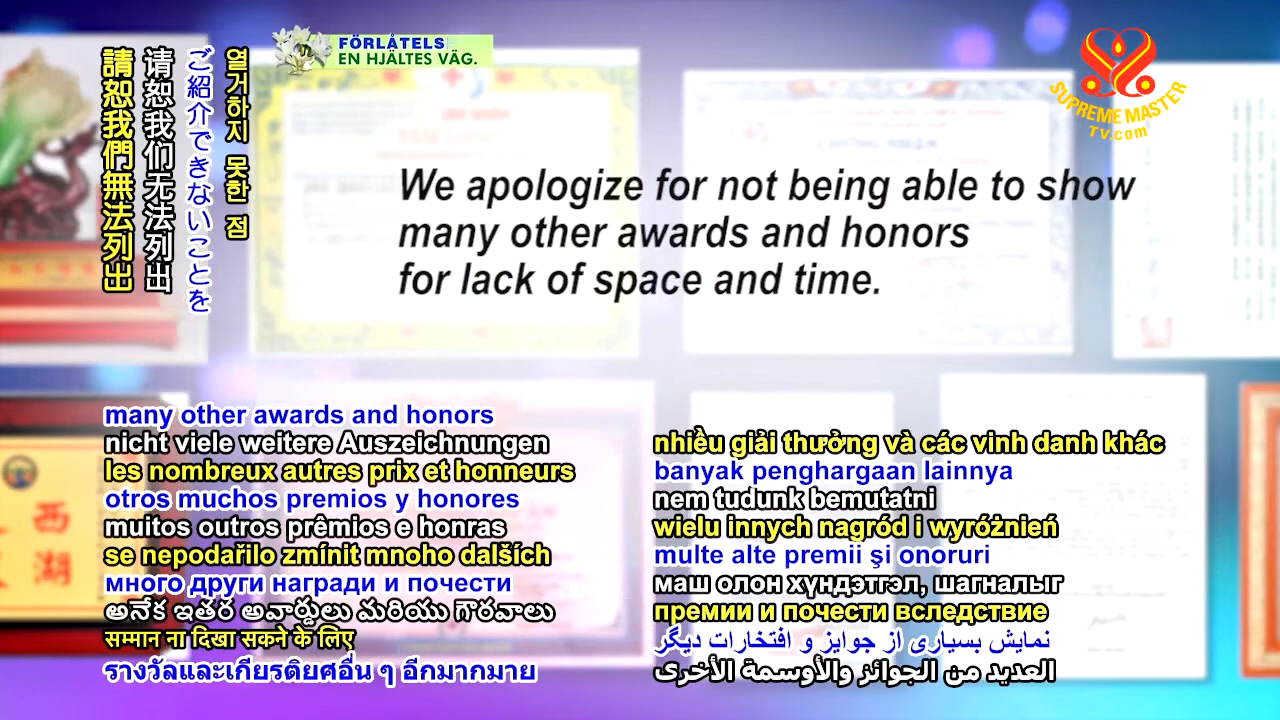 請恕我們無法列出
请恕我们无法列出
ご紹介できないことを
열거하지 못한 점
FÖRLÅTELS
EN HJÄLTES VÄG.
SUPREME MASTER
TV.com
We apologize for not being able to show
many other awards and honors
for lack of space and time.
many other awards and honors
nicht viele weitere Auszeichnungen
les nombreux autres prix et honneurs
otros muchos premios y honores
muitos outros prêmios e honras
se nepodařilo zmínit mnoho dalších
много други награди и почести
అనేక ఇతర అవార్డులు మరియు గౌరవాలు
सम्मान ना दिखा सकने के लिए
รางวัลและเกียรติยศอื่น ๆ อีกมากมาย
nhiều giải thưởng và các vinh danh khác
banyak penghargaan lainnya
nem tudunk bemutatni
wielu innych nagród i wyróżnień
multe alte premii şi onoruri
маш олон хүндэтгэл, шагналыг
премии и почести вследствие
نمایش بسیاری از جوایز و افتخارات دیگر
العديد من الجوائز والأوسمة الأخرى
西
湖